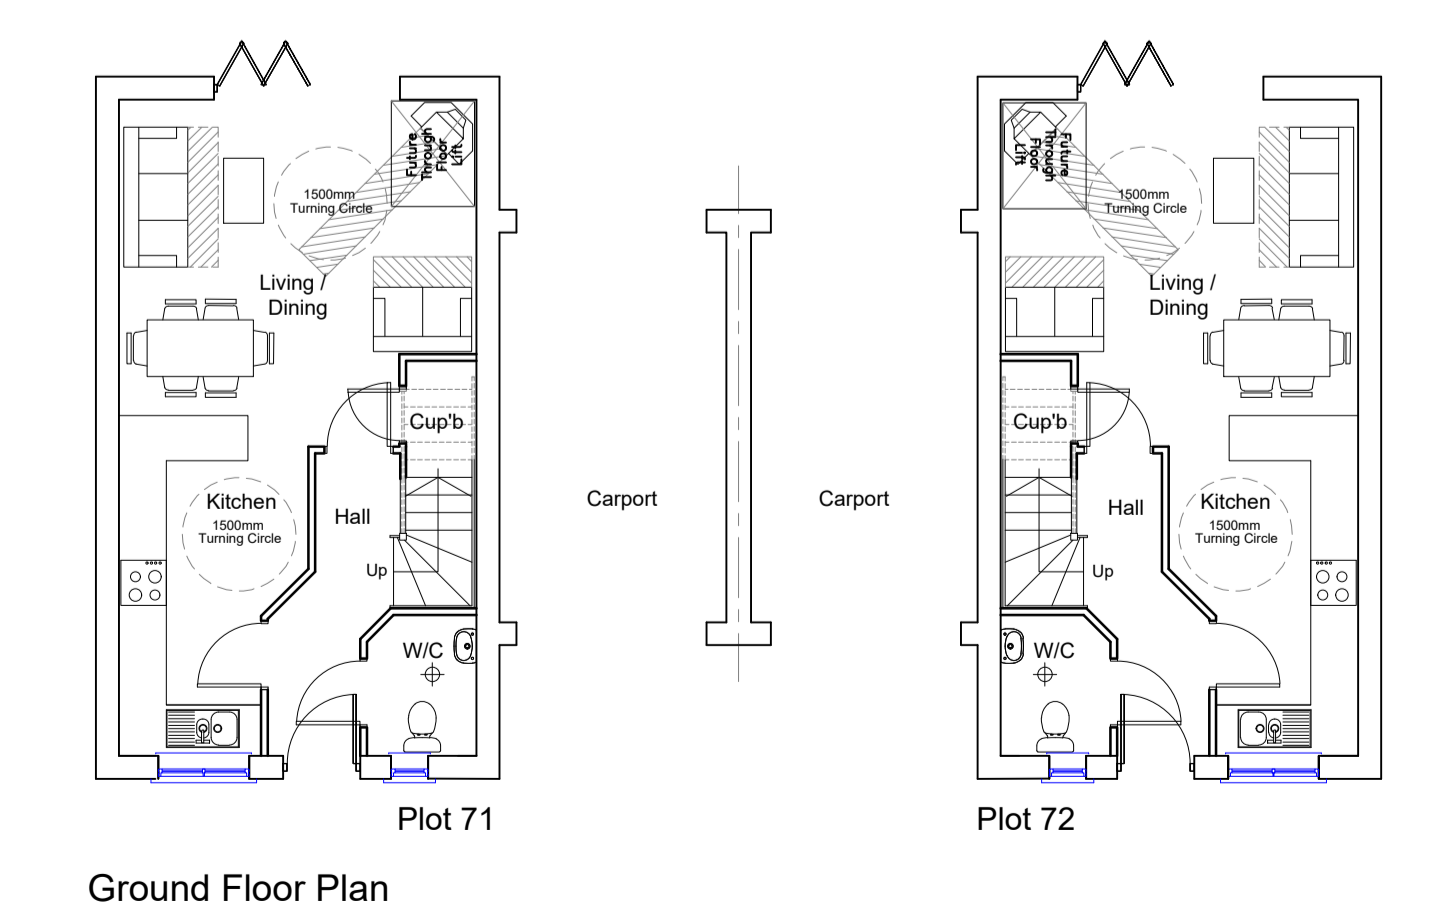 Future
Through
Floor
Lift
1500mm
Turning Circle
Living /
Dining
Cup'b
Kitchen
1500mm
Turning Circle
Hall
Up
W/C
Carport
Carport
Future
Through
Floor
Lift
1500mm
Turning Circle
Living /
Dining
Cup'b
Hall
Kitchen
1500mm
Turning Circle
Up
W/C
Plot 71
Plot 72
Ground Floor Plan